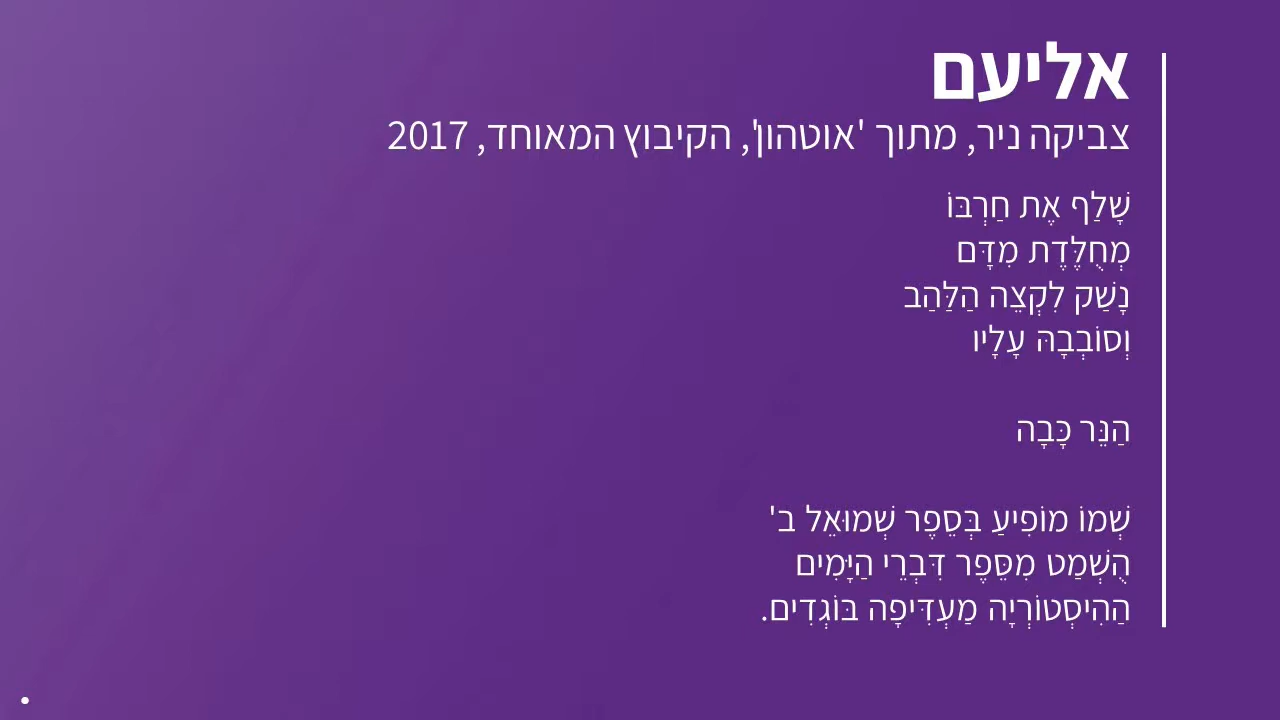 אליעם
צביקה ניר, מתוך 'אוטהון', הקיבוץ המאוחד, 2017
שָׁלַף אֶת חַרְבּוֹ
מְחֻלֶּדֶת מִדָּם
נָשַׁק לִקְצֵה הַלַּהַב
וְסוֹבְבָהּ עָלָיו
הַנֵּר כָּבָה
שְׁמוֹ מוֹפִיעַ בְּסֵפֶר שְׁמוּאֵל ב'
הֻשְׁמַט מִסֵּפֶר דִּבְרֵי הַיָּמִים
הַהִיסְטוֹרְיָה מַעְדִּיפָה בּוֹגְדִים.